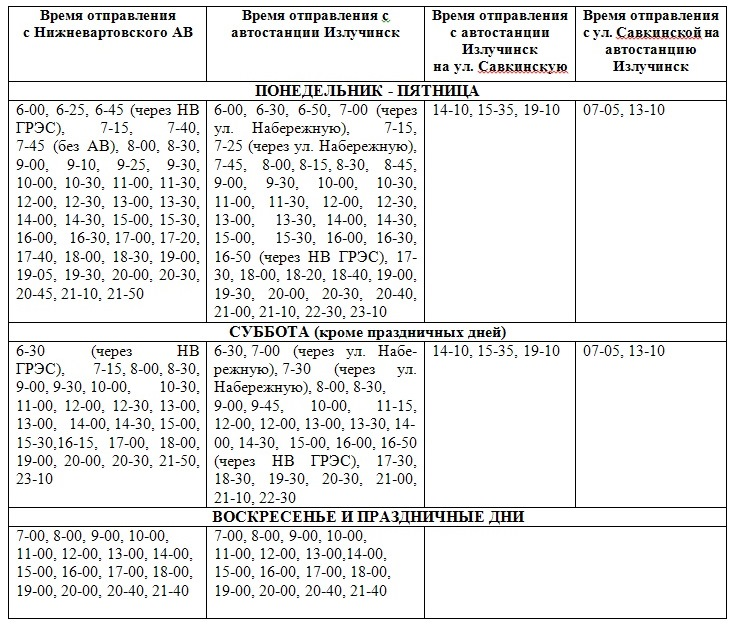 Время отправления
с Нижневартовского АВ
Время отправления с
автостанции Излучинск
Время отправления
с автостанции
Излучинск
на ул. Савкинскую
Время отправления
с ул. Савкинской на
автостанцию
Излучинск
ПОНЕДЕЛЬНИК - ПЯТНИЦА
6-00, 6-25, 6-45 (через НВ
ГРЭС), 7-15, 7-40,
7-45 (без АВ), 8-00, 8-30,
9-00, 9-10, 9-25, 9-30,
10-00, 10-30, 11-00, 11-30,
12-00, 12-30, 13-00, 13-30,
14-00, 14-30, 15-00, 15-30,
16-00, 16-30, 17-00, 17-20,
17-40, 18-00, 18-30, 19-00,
19-05, 19-30, 20-00, 20-30,
20-45, 21-10, 21-50
6-00, 6-30, 6-50, 7-00 (через
ул. Набережную), 7-15,
7-25 (через ул. Набережную),
7-45, 8-00, 8-15, 8-30, 8-45,
9-00, 9-30, 10-00, 10-30,
11-00, 11-30, 12-00, 12-30,
13-00, 13-30, 14-00, 14-30,
15-00, 15-30, 16-00, 16-30,
16-50 (через НВ ГРЭС), 17-
30, 18-00, 18-20, 18-40, 19-00,
19-30, 20-00, 20-30, 20-40,
21-00, 21-10, 22-30, 23-10
14-10, 15-35, 19-10
07-05, 13-10
СУББОТА (кроме праздничных дней)
6-30 (через НВ
ГРЭС), 7-15, 8-00, 8-30,
9-00, 9-30, 10-00, 10-30,
11-00, 12-00, 12-30, 13-00,
13-00, 14-00, 14-30, 15-00,
15-30,16-15, 17-00, 18-00,
19-00, 20-00, 20-30, 21-50,
23-10
6-30, 7-00 (через ул. Набе-
режную), 7-30 (через ул.
Набережную), 8-00, 8-30,
9-00, 9-45, 10-00, 11-15,
12-00, 12-00, 13-00, 13-30, 14-
00, 14-30, 15-00, 16-00, 16-50
(через НВ ГРЭС), 17-30,
18-30, 19-30, 20-30, 21-00,
21-10, 22-30
14-10, 15-35, 19-10
07-05, 13-10
ВОСКРЕСЕНЬЕ И ПРАЗДНИЧНЫЕ ДНИ
7-00, 8-00, 9-00, 10-00,
11-00, 12-00, 13-00, 14-00,
15-00, 16-00, 17-00, 18-00,
19-00, 20-00, 20-40, 21-40
7-00, 8-00, 9-00, 10-00,
11-00, 12-00, 13-00,14-00,
15-00, 16-00, 17-00, 18-00,
19-00, 20-00, 20-40, 21-40